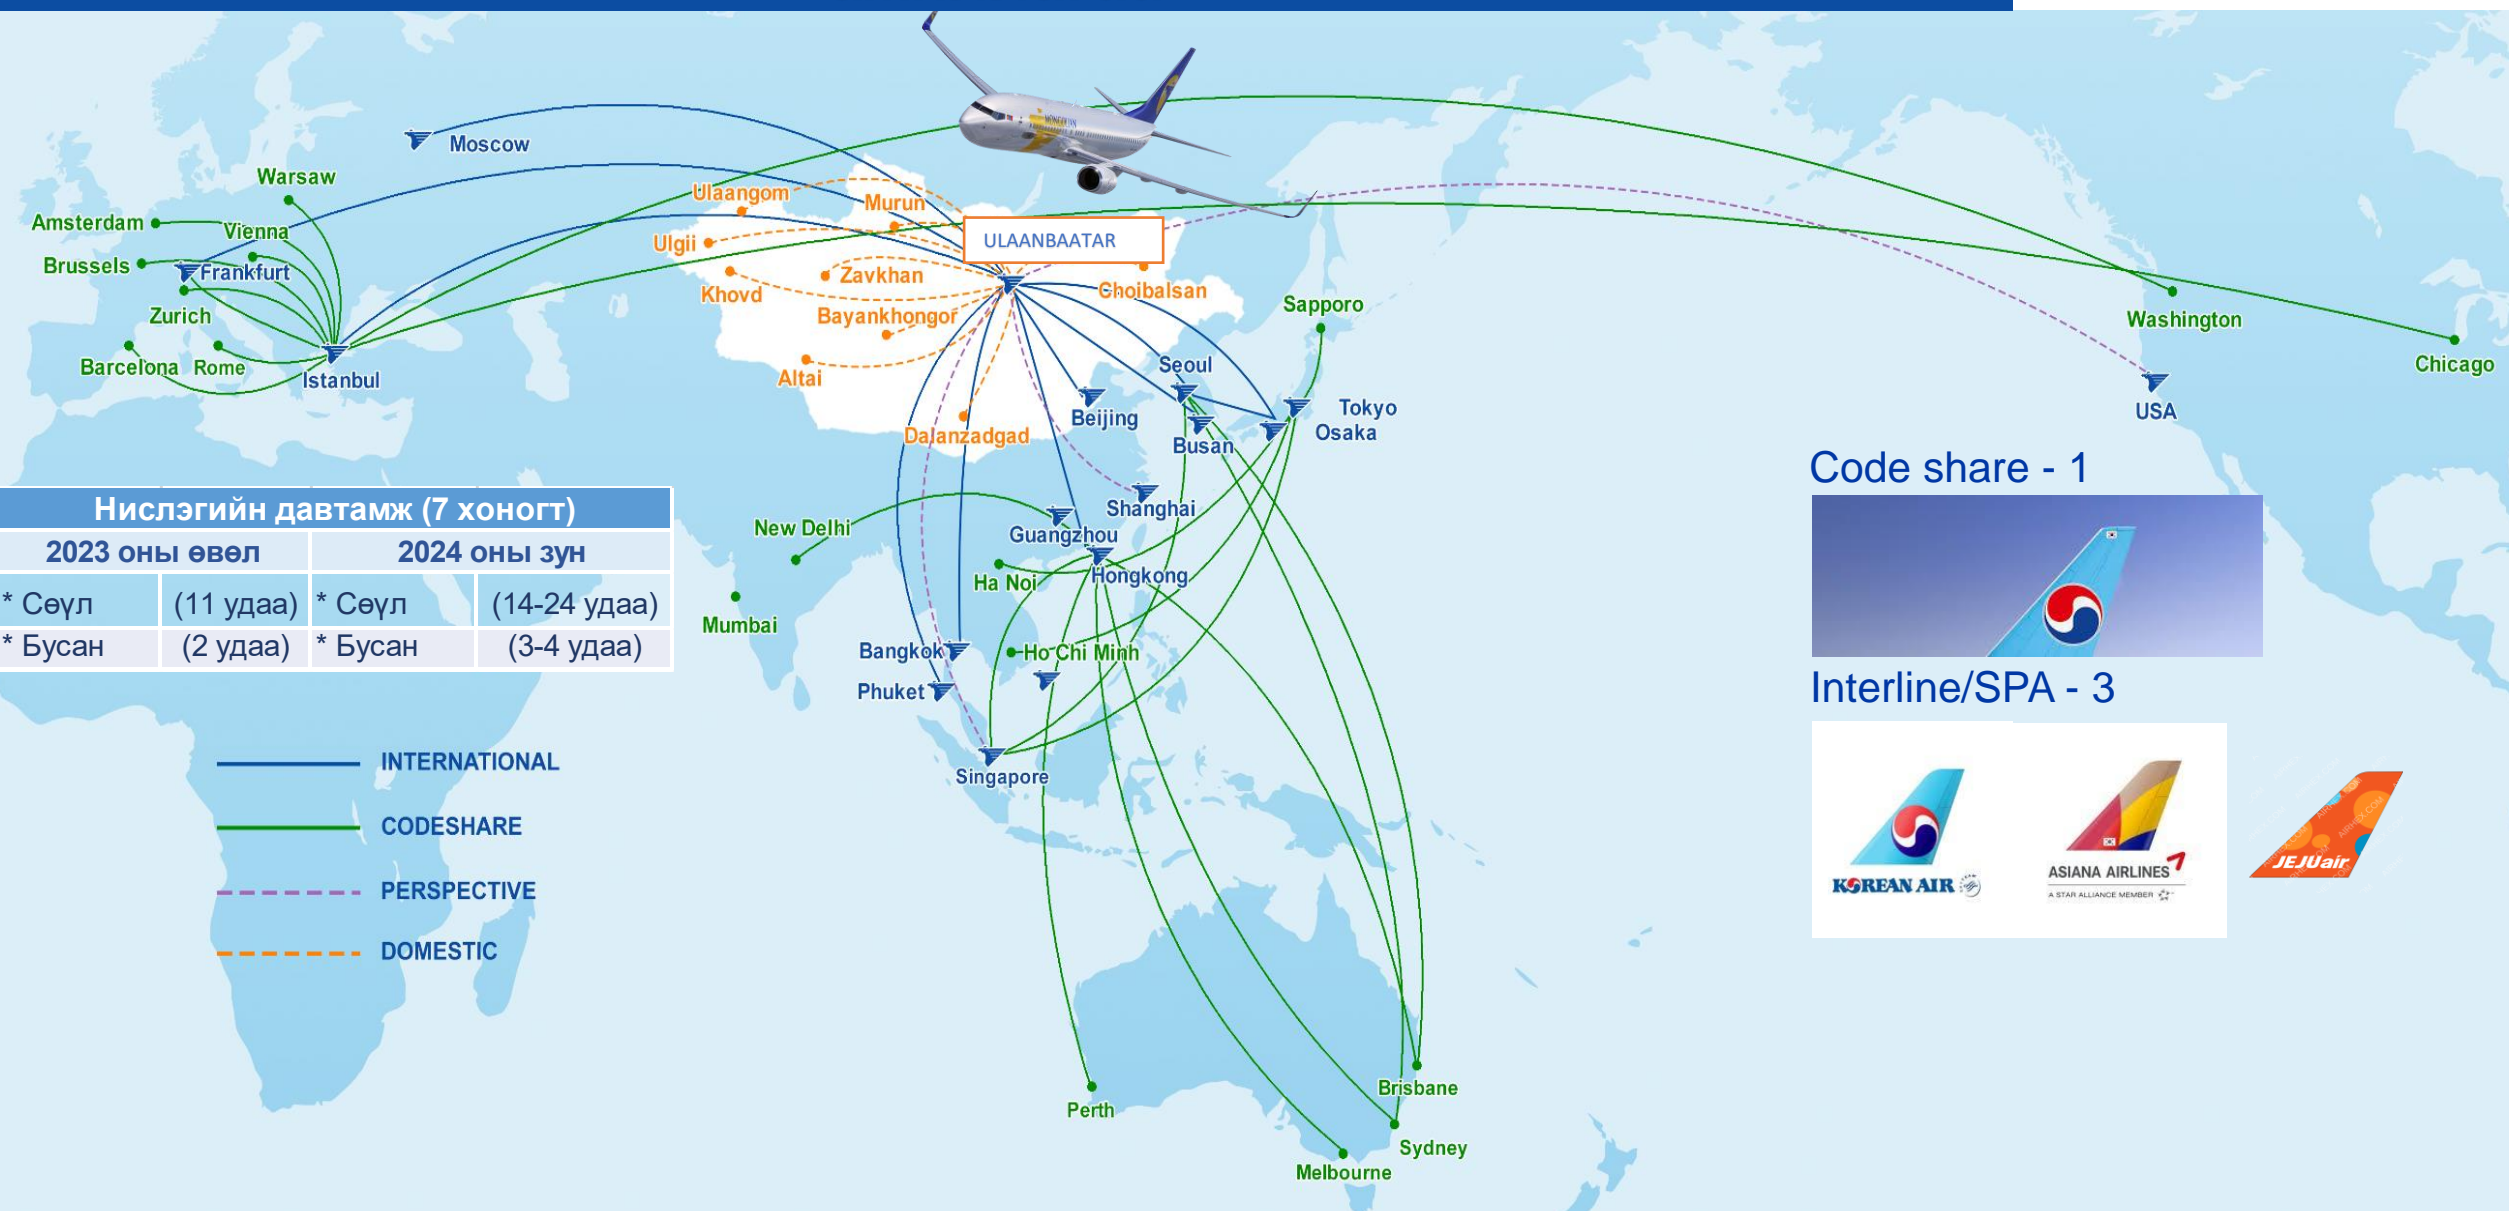 Moscow
Warsaw
Amsterdam
Vienna
Brussels
Frankfurt
Zurich
Barcelona
Rome
Istanbul
Ulaangom
Murun
Ulgii
ULAANBAATAR
Zavkhan
Khovd
Choibalsan
Bayankhongor
Altai
Dalanzadgad
Sapporo
Seoul
Beijing
Busan
Tokyo
Osaka
Washington
Chicago
USA
Shanghai
Guangzhou
New Delhi
Hongkong
Ha Noi
Mumbai
Bangkok
Ho Chi Minh
Phuket
Singapore
Perth
Brisbane
Sydney
Melbourne
Нислэгийн давтамж (7 хоногт)
2023 оны өвөл 2024 оны зун
* Сөүл (11 удаа) * Сөүл (14-24 удаа)
* Бусан (2 удаа) * Бусан (3-4 удаа)
INTERNATIONAL
CODESHARE
PERSPECTIVE
DOMESTIC
Code share - 1
Interline/SPA - 3
KOREAN AIR
ASIANA AIRLINES
A STAR ALLIANCE MEMBER
JEJUair